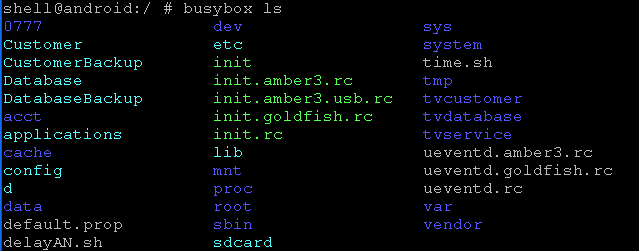 shell@android:/ # busybox ls
0777 dev sys
Customer etc system
CustomerBackup init time.sh
Database init.amber3.rc tmp
DatabaseBackup init.amber3.usb.rc tvcustomer
acct init.goldfish.rc tvdatabase
applications init.rc tvservice
cache lib ueventd.amber3.rc
config mnt ueventd.goldfish.rc
d proc ueventd.rc
data root var
default.prop sbin vendor
delayAN.sh sdcard